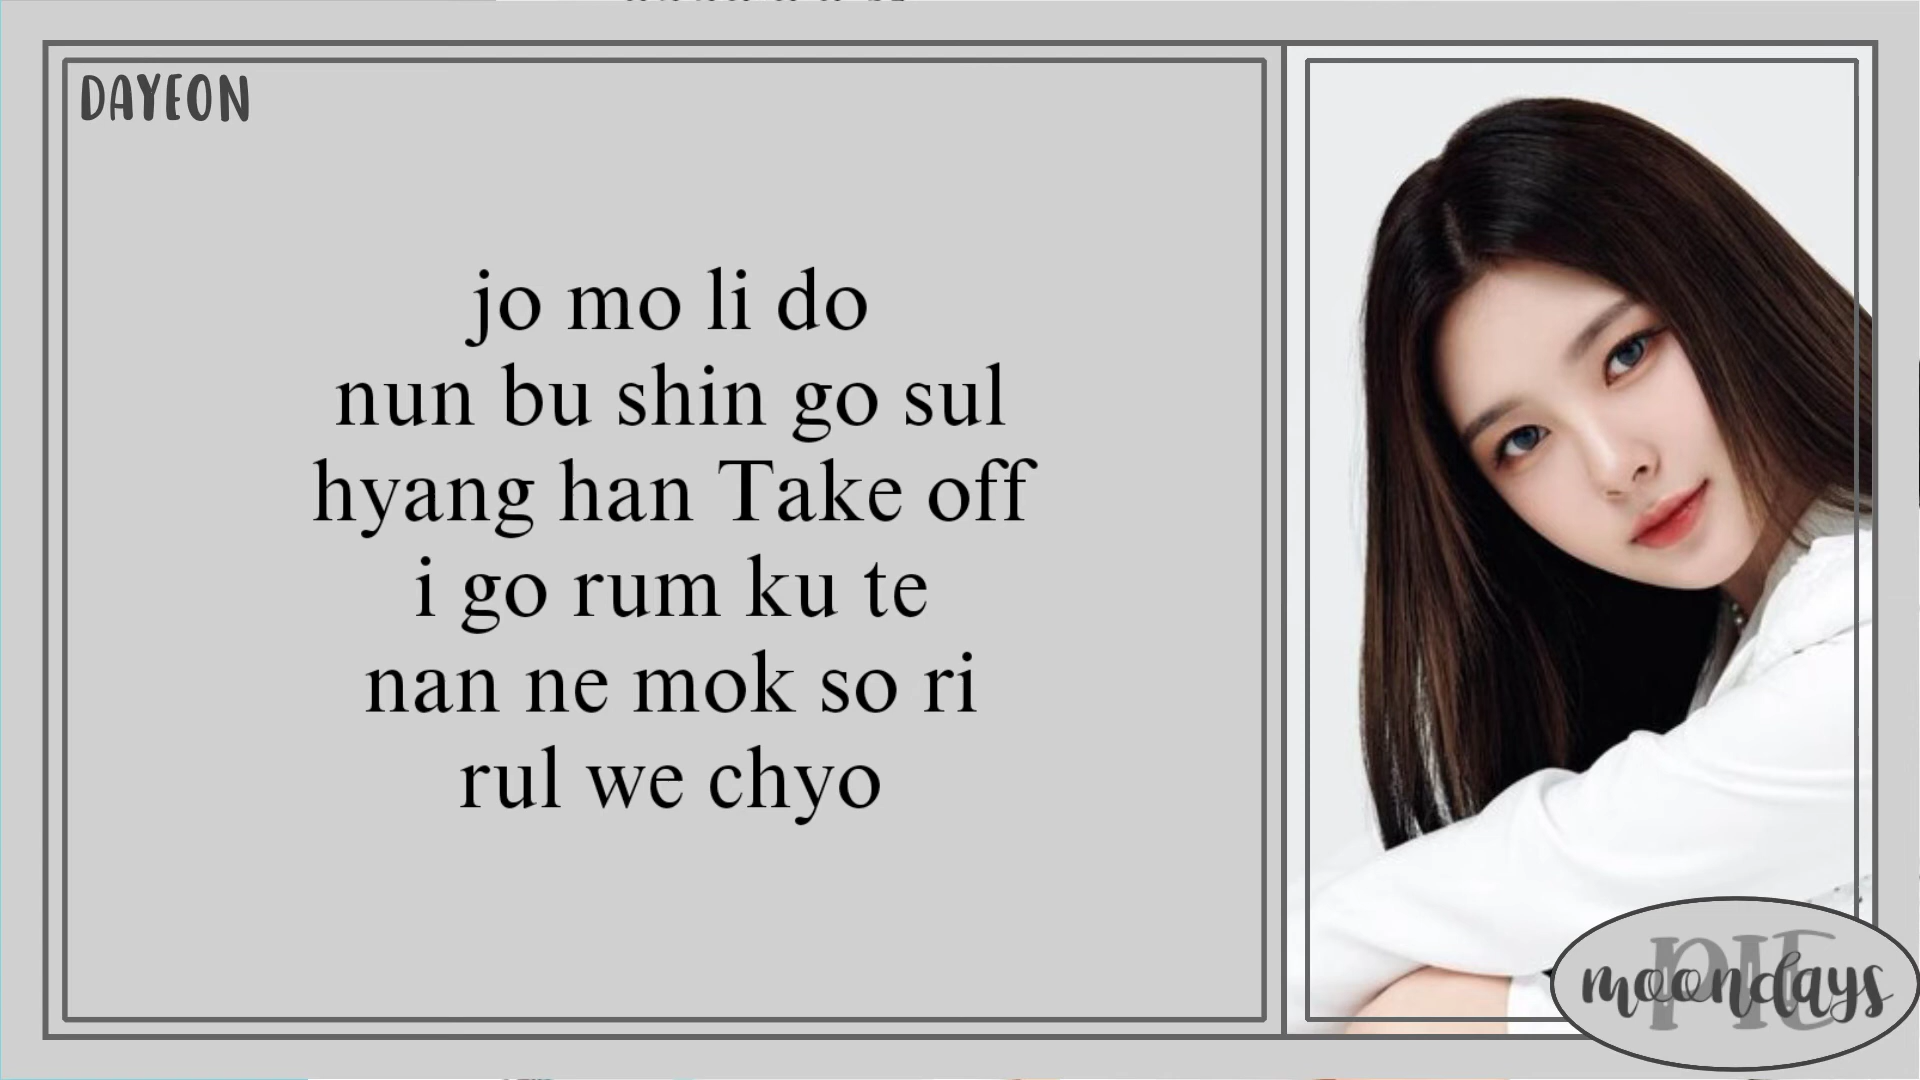 DAYEON
jo mo li do
nun bu shin go sul
hyang han Take off
i go rum ku te
nan ne mok so ri
rul we chyo
PIE
moondays